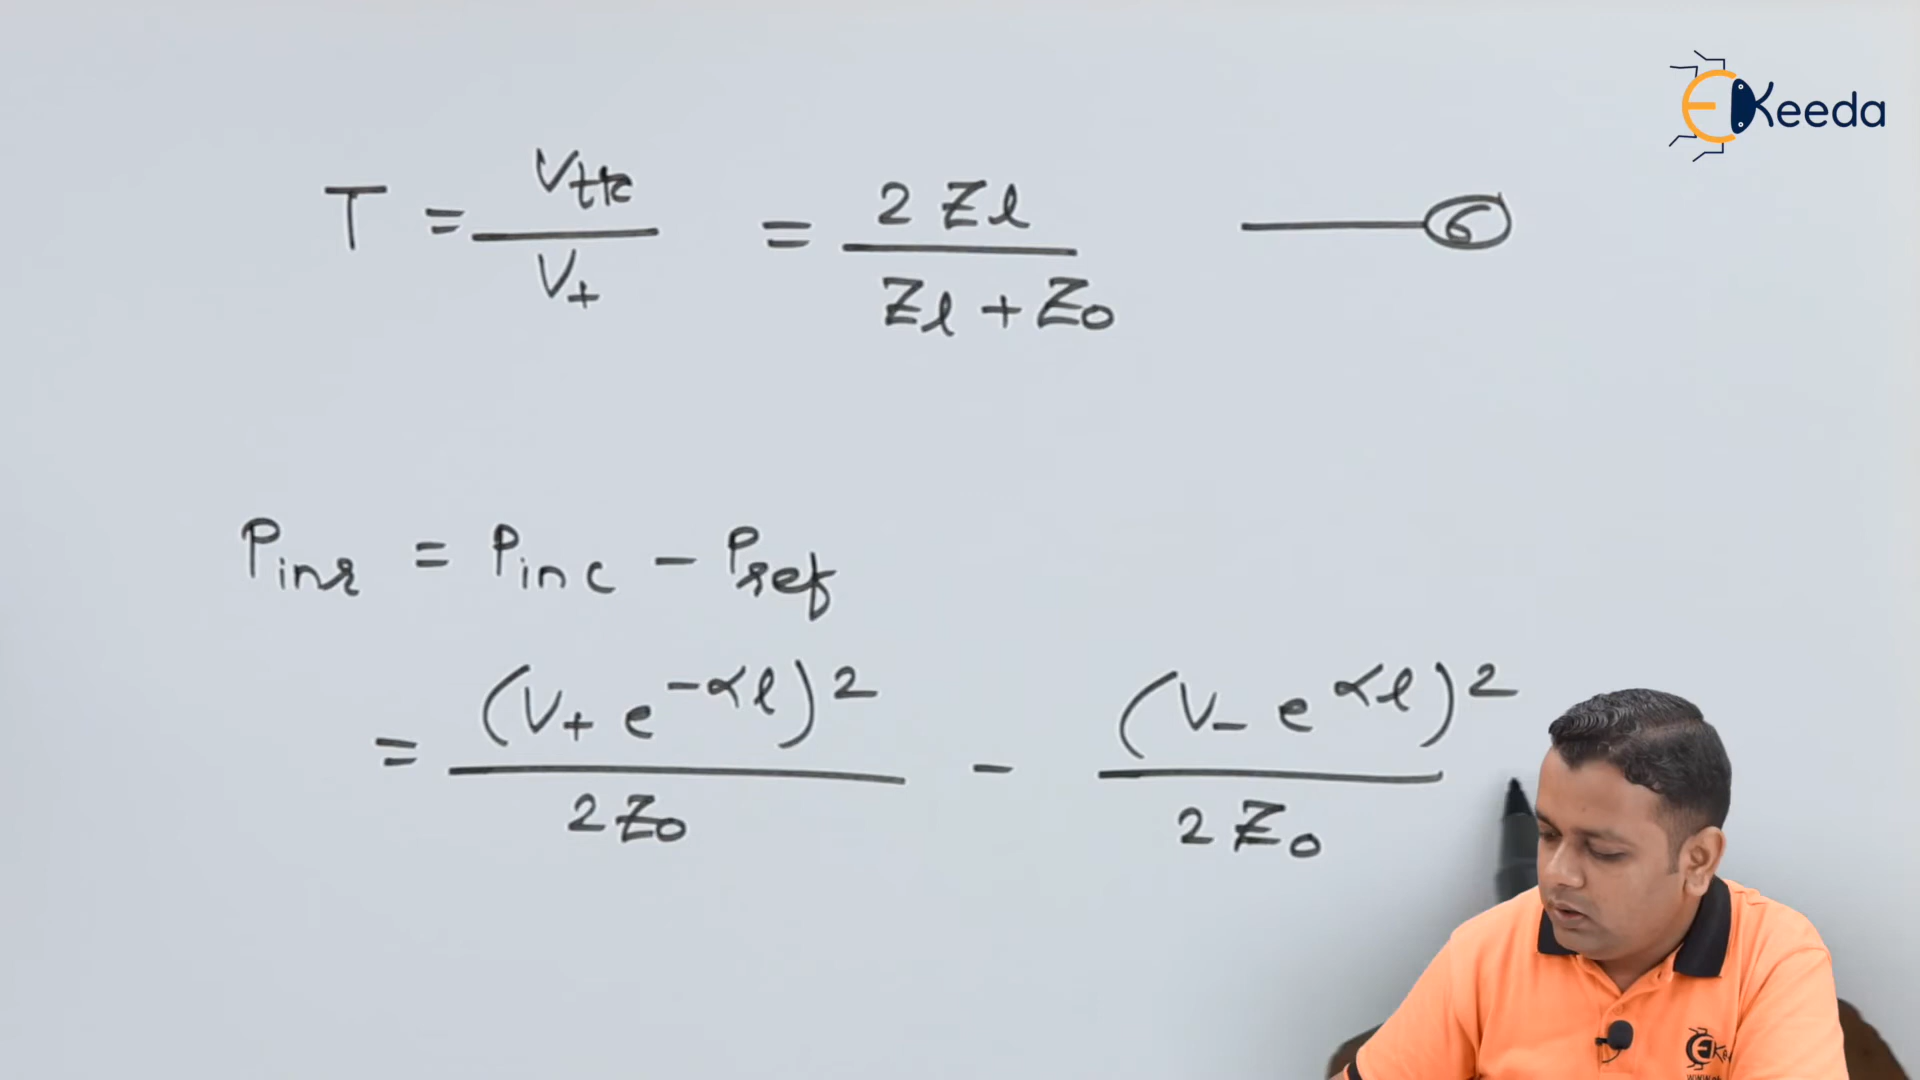 EKeeda
T = Vtr / V+ = 2 Zl / Zl + Z0 —— 6
Pinr = Pinc - Pref
= (V+ e^-αl)^2 / 2Z0 - (V- e^αl)^2 / 2Z0